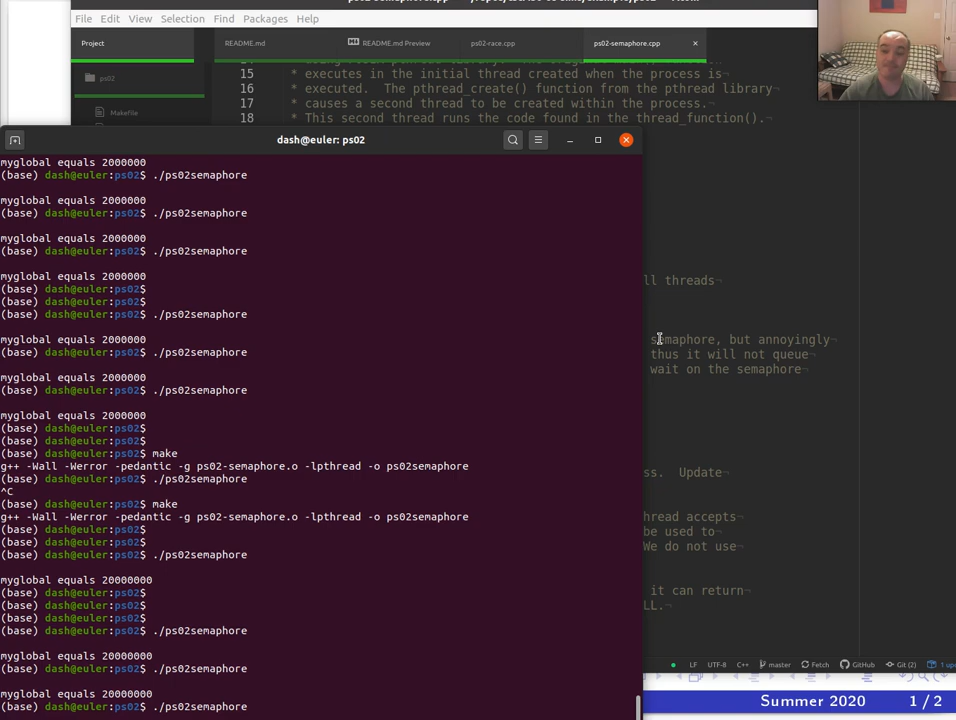 File Edit View Selection Find Packages Help
Project
README.md
README.md Preview
ps02-race.cpp
ps02-semaphore.cpp
ps02
Makefile
15 * executes in the initial thread created when the process is¬
16 * executed.  The pthread_create() function from the pthread library
17 * causes a second thread to be created within the process.
18 * This second thread runs the code found in the thread_function().¬
dash@euler: ps02
myglobal equals 2000000
(base) dash@euler:ps02$ ./ps02semaphore
myglobal equals 2000000
(base) dash@euler:ps02$ ./ps02semaphore
myglobal equals 2000000
(base) dash@euler:ps02$ ./ps02semaphore
myglobal equals 2000000
(base) dash@euler:ps02$
(base) dash@euler:ps02$
(base) dash@euler:ps02$ ./ps02semaphore
myglobal equals 2000000
(base) dash@euler:ps02$ ./ps02semaphore
myglobal equals 2000000
(base) dash@euler:ps02$ ./ps02semaphore
myglobal equals 2000000
(base) dash@euler:ps02$
(base) dash@euler:ps02$
(base) dash@euler:ps02$ make
g++ -Wall -Werror -pedantic -g ps02-semaphore.o -lpthread -o ps02semaphore
(base) dash@euler:ps02$ ./ps02semaphore
^C
(base) dash@euler:ps02$ make
g++ -Wall -Werror -pedantic -g ps02-semaphore.o -lpthread -o ps02semaphore
(base) dash@euler:ps02$
(base) dash@euler:ps02$
(base) dash@euler:ps02$ ./ps02semaphore
myglobal equals 20000000
(base) dash@euler:ps02$
(base) dash@euler:ps02$
(base) dash@euler:ps02$
(base) dash@euler:ps02$ ./ps02semaphore
myglobal equals 20000000
(base) dash@euler:ps02$ ./ps02semaphore
myglobal equals 20000000
(base) dash@euler:ps02$ ./ps02semaphore
ll threads¬
semaphore, but annoyingly¬
thus it will not queue¬
wait on the semaphore
ss.  Update
hread accepts
be used to¬
We do not use
it can return¬
LL.¬
LF UTF-8 C++ master Fetch GitHub Git (2) 1 up
Summer 2020 1 / 2